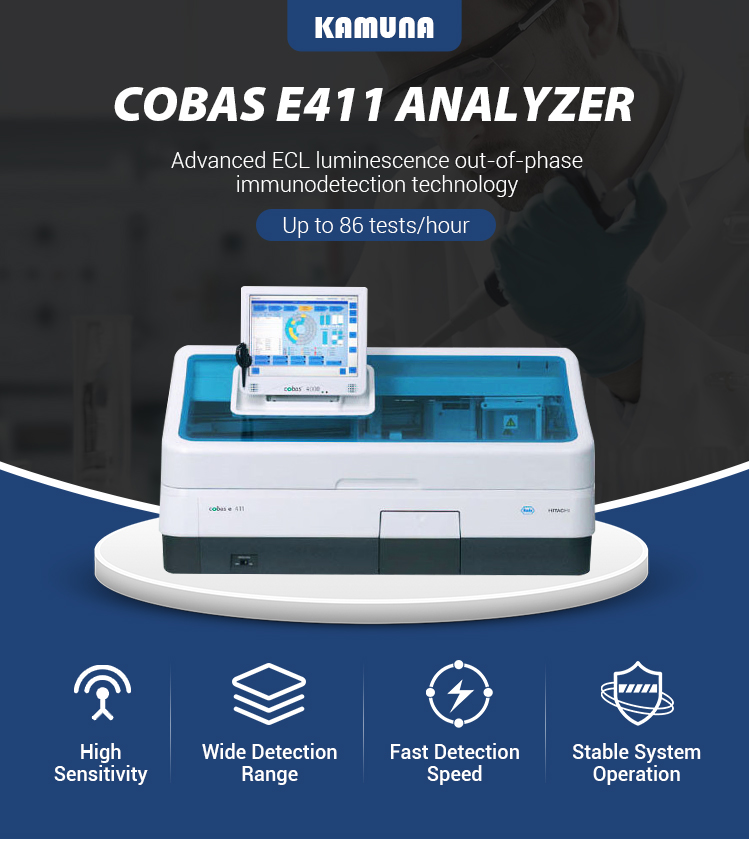 KAMUNA
COBAS E411 ANALYZER
Advanced ECL luminescence out-of-phase
immunodetection technology
Up to 86 tests/hour
cobas
cobas e 411
Roche
HITACHI
High
Sensitivity
Wide Detection
Range
Fast Detection
Speed
Stable System
Operation